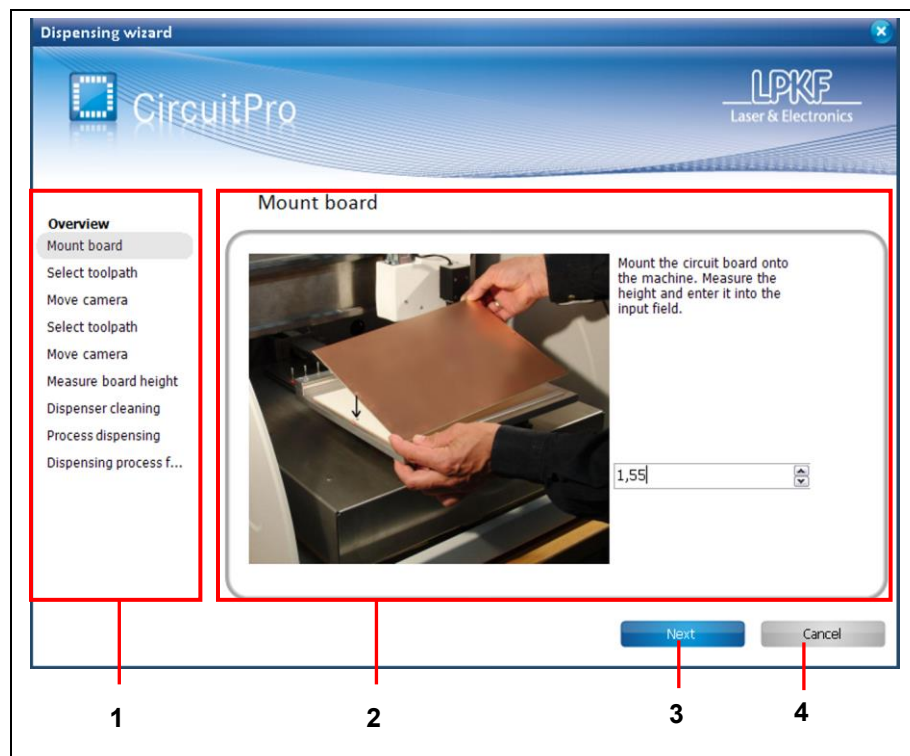 Dispensing wizard
CircuitPro
LPKF
Laser & Electronics
Overview
Mount board
Select toolpath
Move camera
Select toolpath
Move camera
Measure board height
Dispenser cleaning
Process dispensing
Dispensing process f...
Mount board
Mount the circuit board onto
the machine. Measure the
height and enter it into the
input field.
1,55
Next
Cancel
1
2
3
4